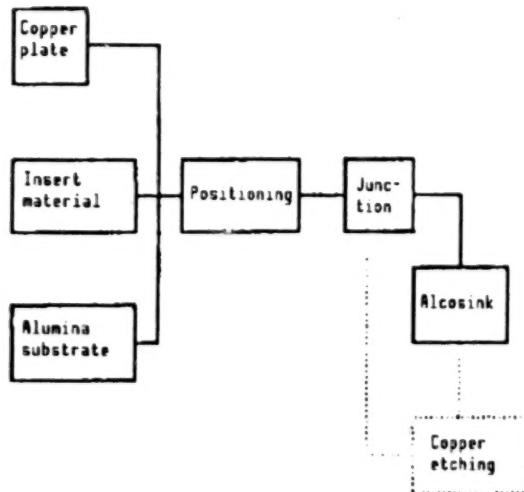 Copper
plate
Insert
material
Positioning
Junc-
tion
Alumina
substrate
Alcosink
Copper
etching